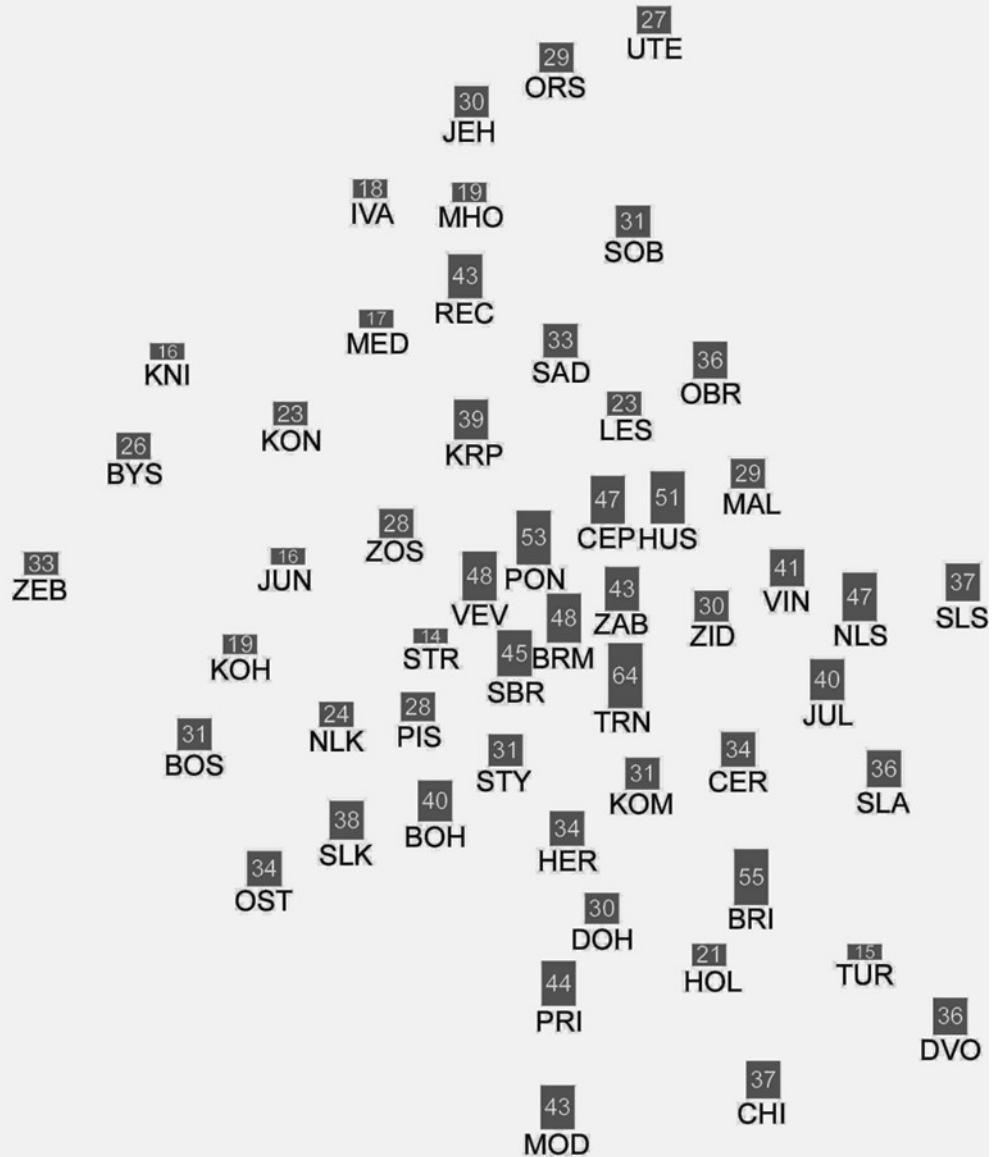 27
UTE
29
ORS
30
JEH
18
IVA
19
MHO
31
SOB
43
REC
17
MED
33
SAD
16
KNI
36
OBR
23
LES
23
KON
39
KRP
26
BYS
29
MAL
47
CEP
51
HUS
28
ZOS
53
PON
33
ZEB
16
JUN
48
VEV
41
VIN
37
SLS
43
ZAB
47
NLS
30
ZID
48
BRM
14
STR
19
KOH
45
SBR
64
TRN
40
JUL
28
PIS
24
NLK
31
BOS
31
STY
34
CER
31
KOM
36
SLA
40
BOH
38
SLK
34
HER
34
OST
55
BRI
30
DOH
21
HOL
15
TUR
44
PRI
36
DVO
37
CHI
43
MOD